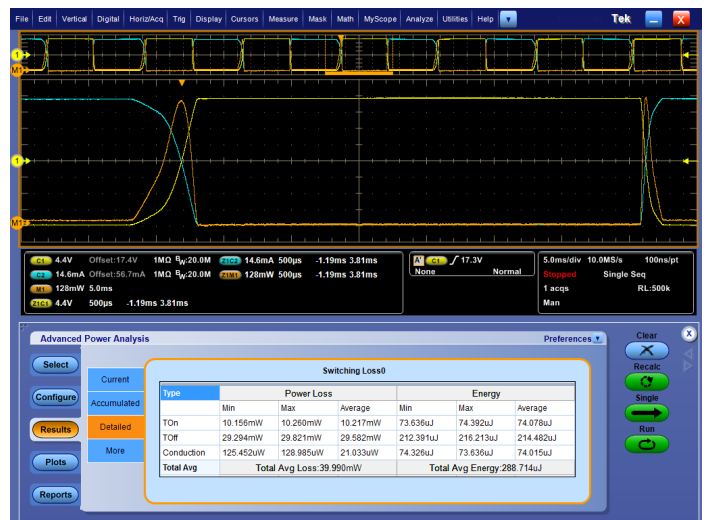 File Edit Vertical Digital Horiz/Acq Trig Display Cursors Measure Mask Math MyScope Analyze Utilities Help Tek X
1
M1
1
M1
C1 4.4V Offset:17.4V 1MΩ BW:20.0M Z1C2 14.6mA 500µs -1.19ms 3.81ms
C2 14.6mA Offset:56.7mA 1MΩ BW:20.0M Z1M1 128mW 500µs -1.19ms 3.81ms
M1 128mW 5.0ms
Z1C1 4.4V 500µs -1.19ms 3.81ms
A' C1 17.3V
None Normal
5.0ms/div 10.0MS/s 100ns/pt
Stopped Single Seq
1 acqs RL:500k
Man
Advanced Power Analysis Preferences
Clear X
Select
Configure
Results
Plots
Reports
Current
Accumulated
Detailed
More
Switching Loss0
Type Power Loss Energy
Min Max Average Min Max Average
TOn 10.156mW 10.260mW 10.217mW 73.636uJ 74.392uJ 74.078uJ
TOff 29.294mW 29.821mW 29.582mW 212.391uJ 216.213uJ 214.482uJ
Conduction 125.452uW 128.985uW 21.033uW 74.326uJ 73.636uJ 74.015uJ
Total Avg Total Avg Loss:39.990mW Total Avg Energy:288.714uJ
Recalc
Single
Run